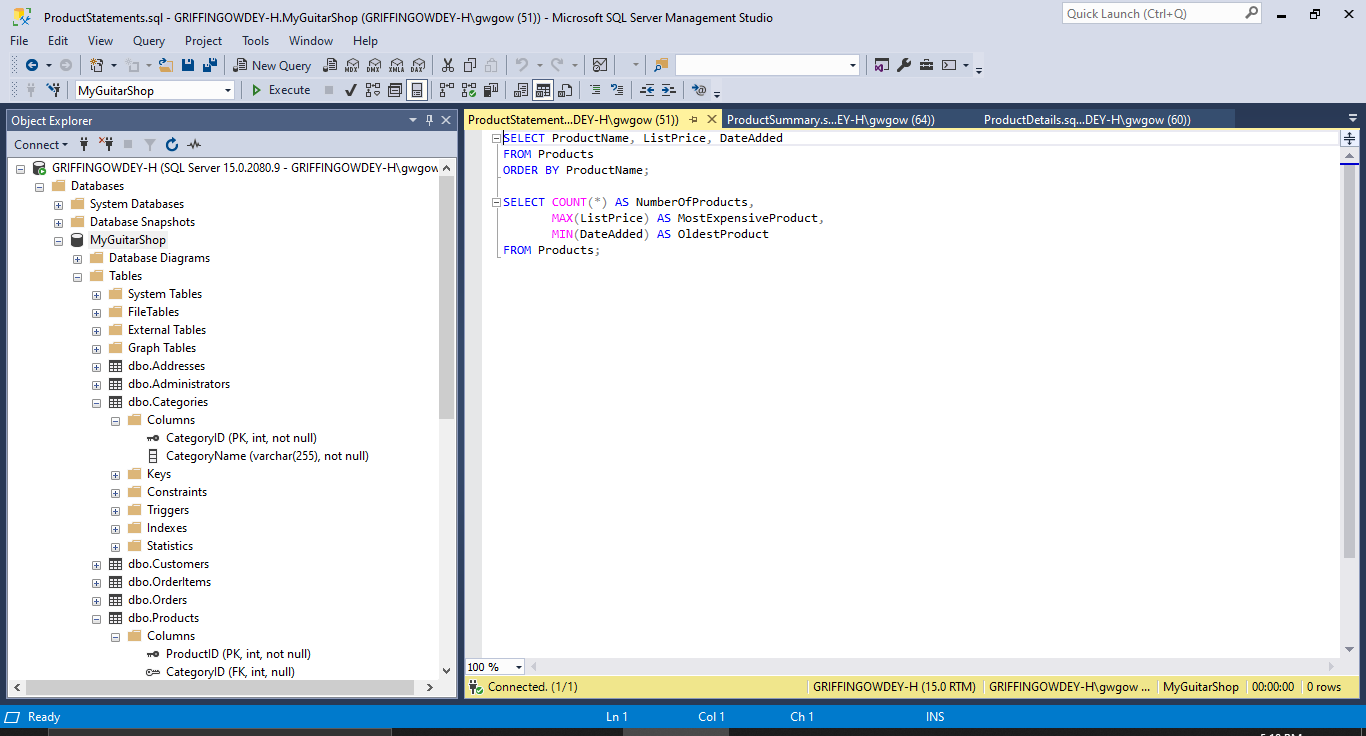 ProductStatements.sql - GRIFFINGOWDEY-H.MyGuitarShop (GRIFFINGOWDEY-H\gwgow (51)) - Microsoft SQL Server Management Studio
Quick Launch (Ctrl+Q)
File Edit View Query Project Tools Window Help
New Query MDX DMX XMLA DAX
MyGuitarShop Execute
Object Explorer
Connect
GRIFFINGOWDEY-H (SQL Server 15.0.2080.9 - GRIFFINGOWDEY-H\gwgow
Databases
System Databases
Database Snapshots
MyGuitarShop
Database Diagrams
Tables
System Tables
FileTables
External Tables
Graph Tables
dbo.Addresses
dbo.Administrators
dbo.Categories
Columns
CategoryID (PK, int, not null)
CategoryName (varchar(255), not null)
Keys
Constraints
Triggers
Indexes
Statistics
dbo.Customers
dbo.OrderItems
dbo.Orders
dbo.Products
Columns
ProductID (PK, int, not null)
CategoryID (FK, int, null)
ProductStatement...DEY-H\gwgow (51)) ProductSummary.s...EY-H\gwgow (64)) ProductDetails.sq...DEY-H\gwgow (60))
SELECT ProductName, ListPrice, DateAdded
FROM Products
ORDER BY ProductName;
SELECT COUNT(*) AS NumberOfProducts,
MAX(ListPrice) AS MostExpensiveProduct,
MIN(DateAdded) AS OldestProduct
FROM Products;
100 %
Connected. (1/1) GRIFFINGOWDEY-H (15.0 RTM) GRIFFINGOWDEY-H\gwgow ... MyGuitarShop 00:00:00 0 rows
Ready Ln 1 Col 1 Ch 1 INS